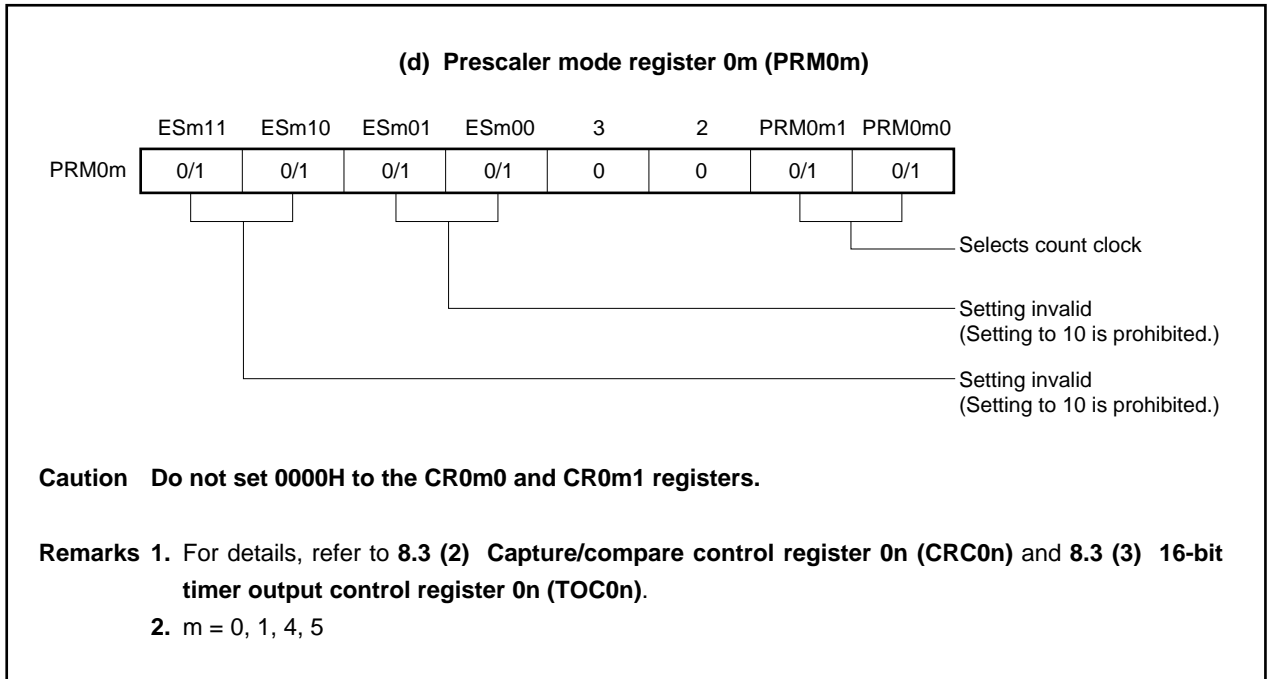 (d) Prescaler mode register 0m (PRM0m)
ESm11 ESm10 ESm01 ESm00 3 2 PRM0m1 PRM0m0
PRM0m 0/1 0/1 0/1 0/1 0 0 0/1 0/1
Selects count clock
Setting invalid
(Setting to 10 is prohibited.)
Setting invalid
(Setting to 10 is prohibited.)
Caution Do not set 0000H to the CR0m0 and CR0m1 registers.
Remarks 1. For details, refer to 8.3 (2) Capture/compare control register 0n (CRC0n) and 8.3 (3) 16-bit
timer output control register 0n (TOC0n).
2. m = 0, 1, 4, 5